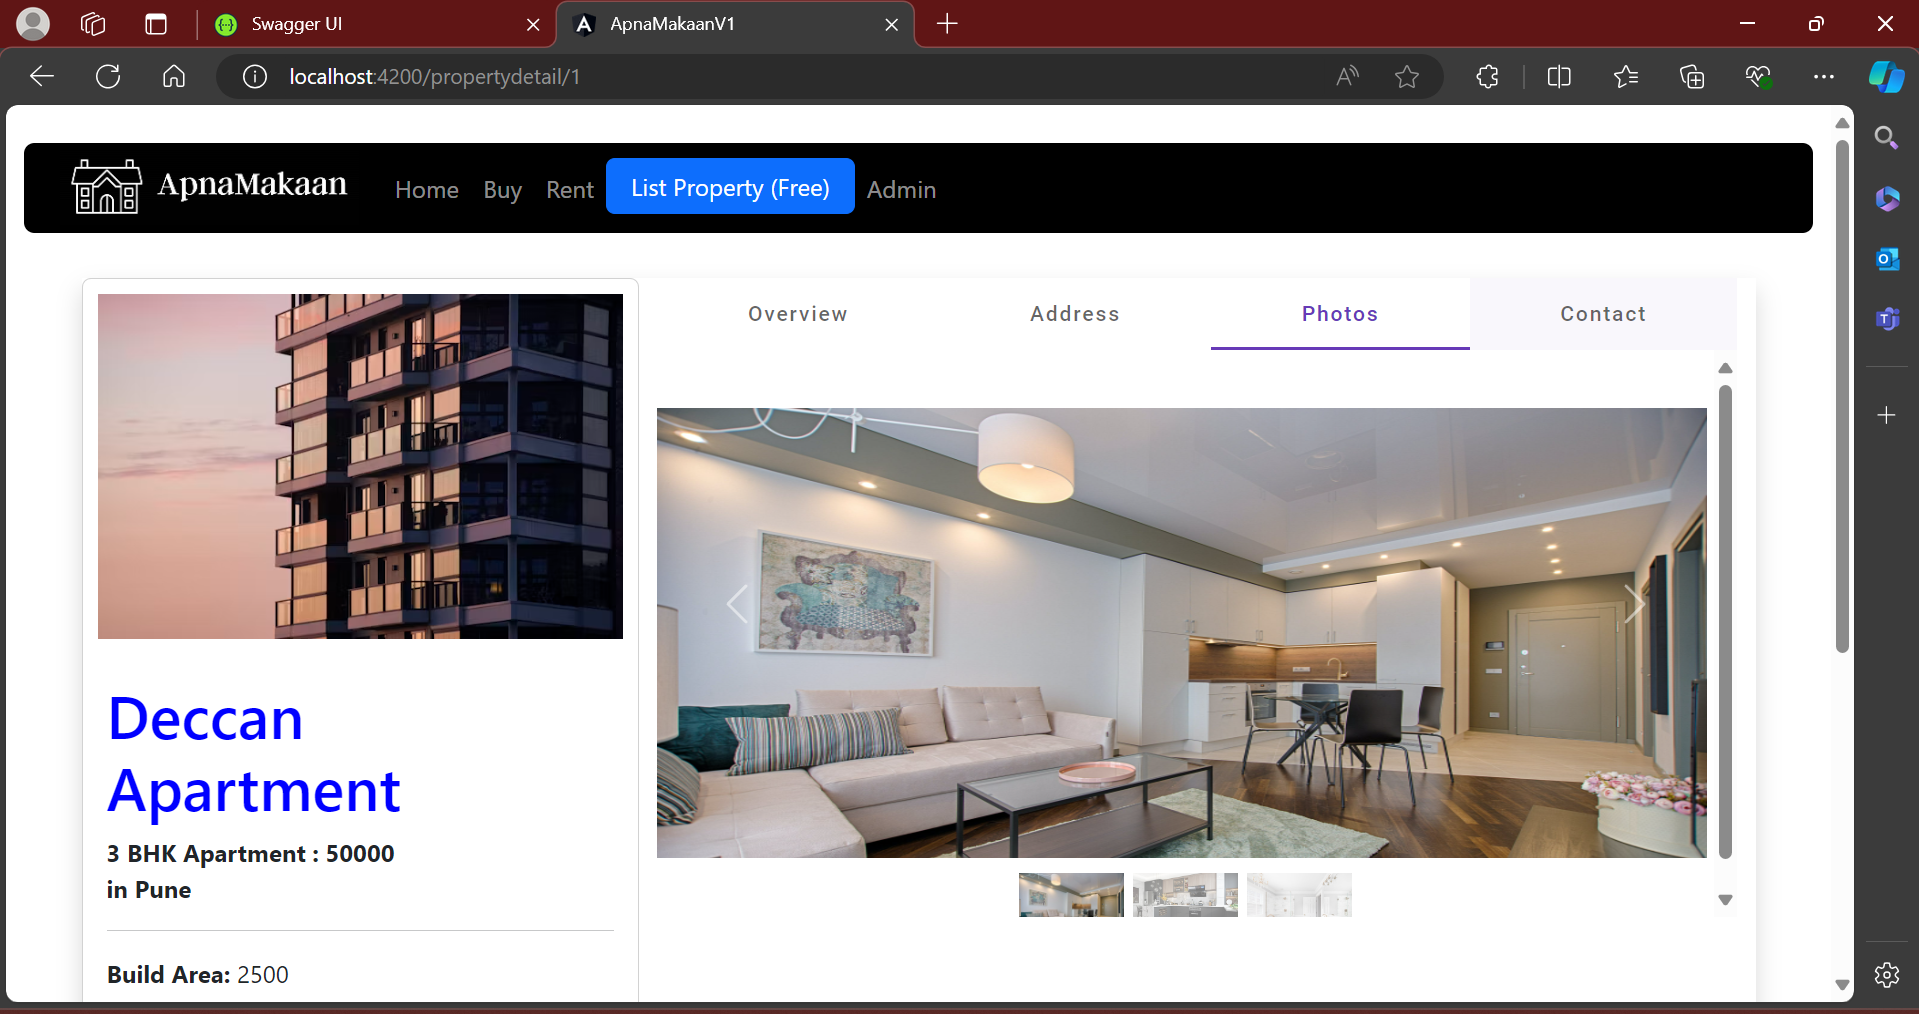 Swagger UI
ApnaMakaanV1
localhost:4200/propertydetail/1
ApnaMakaan
Home Buy Rent List Property (Free) Admin
Overview Address Photos Contact
Deccan
Apartment
3 BHK Apartment : 50000
in Pune
Build Area: 2500